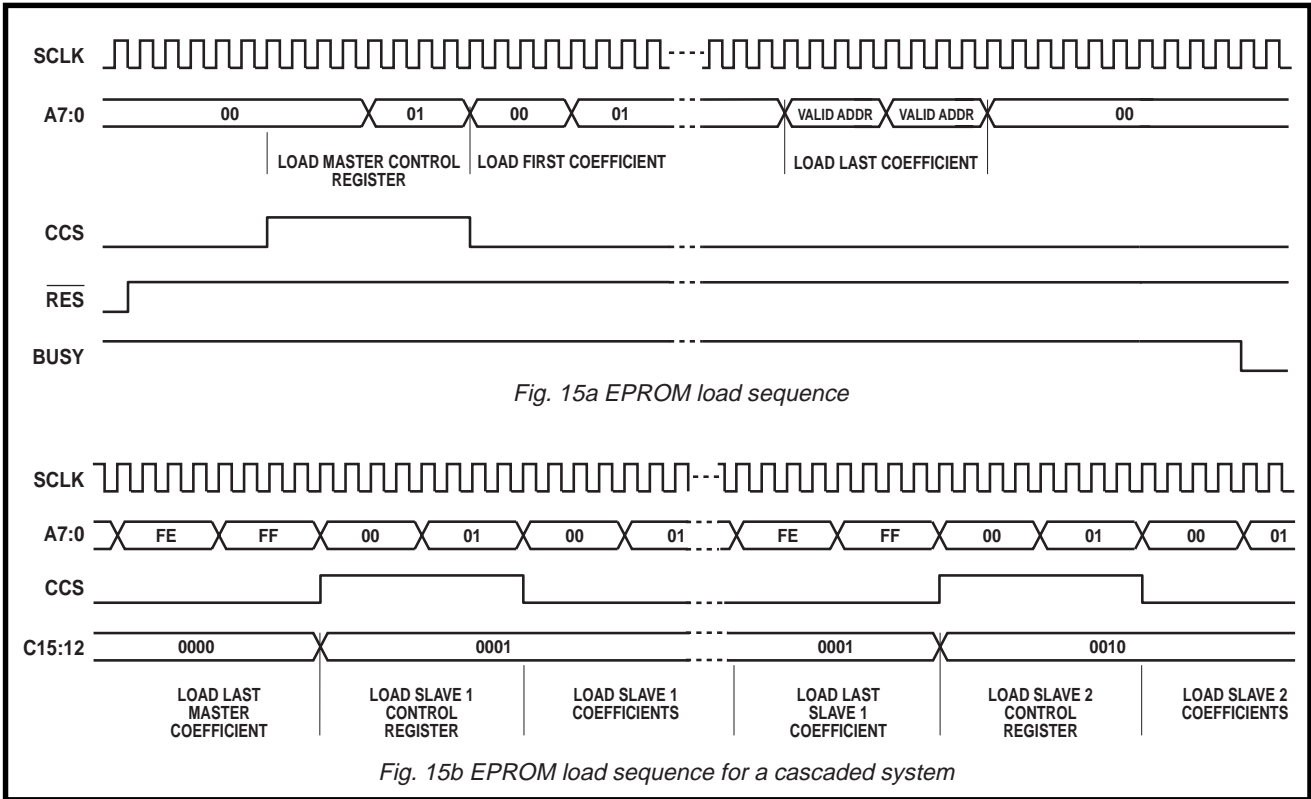 SCLK
A7:0 00 01 00 01 VALID ADDR VALID ADDR 00
LOAD MASTER CONTROL
REGISTER
LOAD FIRST COEFFICIENT
LOAD LAST COEFFICIENT
CCS
RES
BUSY
Fig. 15a EPROM load sequence
SCLK
A7:0 FE FF 00 01 00 01 FE FF 00 01 00 01
CCS
C15:12 0000 0001 0001 0010
LOAD LAST
MASTER
COEFFICIENT
LOAD SLAVE 1
CONTROL
REGISTER
LOAD SLAVE 1
COEFFICIENTS
LOAD LAST
SLAVE 1
COEFFICIENT
LOAD SLAVE 2
CONTROL
REGISTER
LOAD SLAVE 2
COEFFICIENTS
Fig. 15b EPROM load sequence for a cascaded system